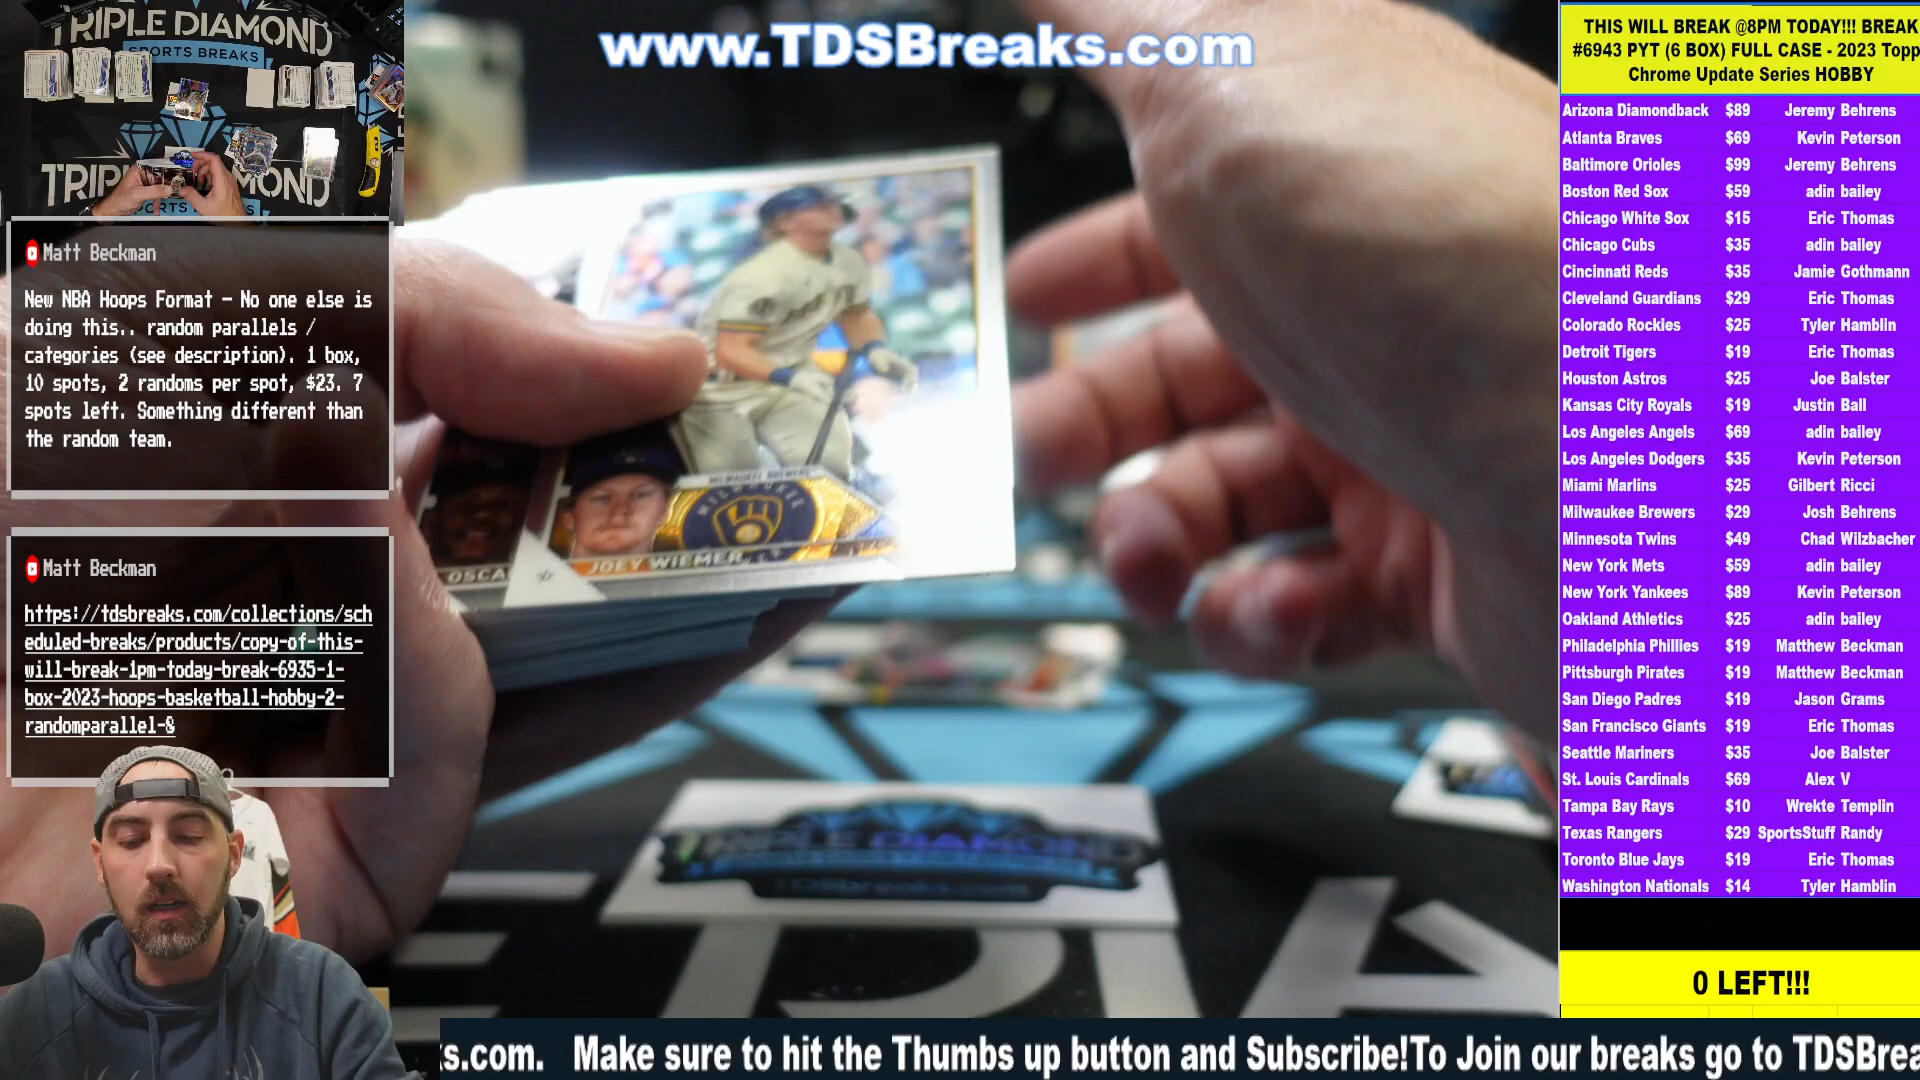 TRIPLE DIAMOND
SPORTS BREAKS
TRIPLE DIAMOND
SPORTS BREAKS
Matt Beckman
New NBA Hoops Format - No one else is
doing this.. random parallels /
categories (see description). 1 box,
10 spots, 2 randoms per spot, $23. 7
spots left. Something different than
the random team.
Matt Beckman
https://tdsbreaks.com/collections/sch
eduled-breaks/products/copy-of-this-
will-break-1pm-today-break-6935-1-
box-2023-hoops-basketball-hobby-2-
randomparallel-&
www.TDSBreaks.com
MILWAUKEE BREWERS
MILWAUKEE
OSCA
JOEY WIEMER
TRIPLE DIAMOND
TDSbreaks.com
THIS WILL BREAK @8PM TODAY!!! BREAK
#6943 PYT (6 BOX) FULL CASE - 2023 Topp
Chrome Update Series HOBBY
Arizona Diamondback $89 Jeremy Behrens
Atlanta Braves $69 Kevin Peterson
Baltimore Orioles $99 Jeremy Behrens
Boston Red Sox $59 adin bailey
Chicago White Sox $15 Eric Thomas
Chicago Cubs $35 adin bailey
Cincinnati Reds $35 Jamie Gothmann
Cleveland Guardians $29 Eric Thomas
Colorado Rockies $25 Tyler Hamblin
Detroit Tigers $19 Eric Thomas
Houston Astros $25 Joe Balster
Kansas City Royals $19 Justin Ball
Los Angeles Angels $69 adin bailey
Los Angeles Dodgers $35 Kevin Peterson
Miami Marlins $25 Gilbert Ricci
Milwaukee Brewers $29 Josh Behrens
Minnesota Twins $49 Chad Wilzbacher
New York Mets $59 adin bailey
New York Yankees $89 Kevin Peterson
Oakland Athletics $25 adin bailey
Philadelphia Phillies $19 Matthew Beckman
Pittsburgh Pirates $19 Matthew Beckman
San Diego Padres $19 Jason Grams
San Francisco Giants $19 Eric Thomas
Seattle Mariners $35 Joe Balster
St. Louis Cardinals $69 Alex V
Tampa Bay Rays $10 Wrekte Templin
Texas Rangers $29 SportsStuff Randy
Toronto Blue Jays $19 Eric Thomas
Washington Nationals $14 Tyler Hamblin
0 LEFT!!!
s.com. Make sure to hit the Thumbs up button and Subscribe!To Join our breaks go to TDSBrea